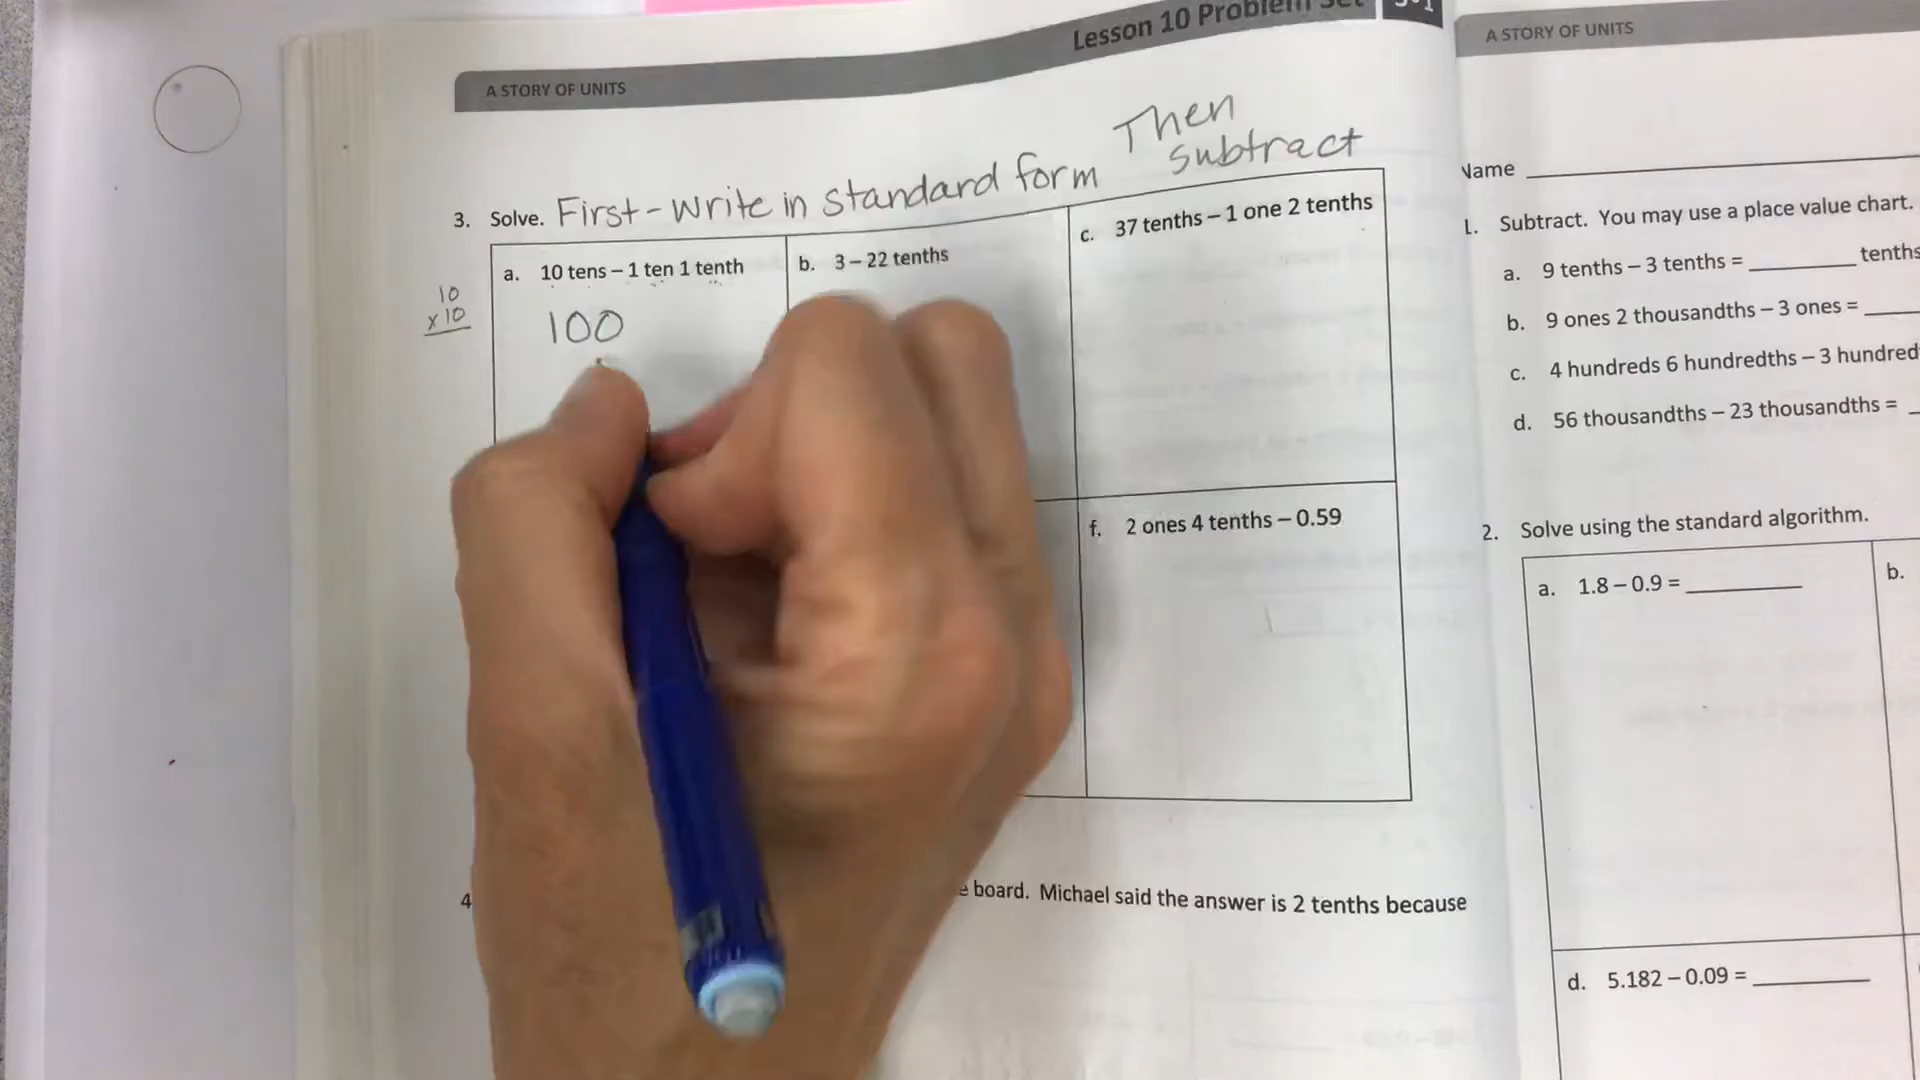 Lesson 10 Problem Set
A STORY OF UNITS
First - Write in standard form Then subtract
3. Solve.
a. 10 tens – 1 ten 1 tenth
10
x 10
100
b. 3 – 22 tenths
c. 37 tenths – 1 one 2 tenths
f. 2 ones 4 tenths – 0.59
4
board. Michael said the answer is 2 tenths because
A STORY OF UNITS
Name
1. Subtract. You may use a place value chart.
a. 9 tenths – 3 tenths = ________ tenths
b. 9 ones 2 thousandths – 3 ones = ____
c. 4 hundreds 6 hundredths – 3 hundred
d. 56 thousandths – 23 thousandths = _
2. Solve using the standard algorithm.
a. 1.8 – 0.9 = ________
b.
d. 5.182 – 0.09 = ________